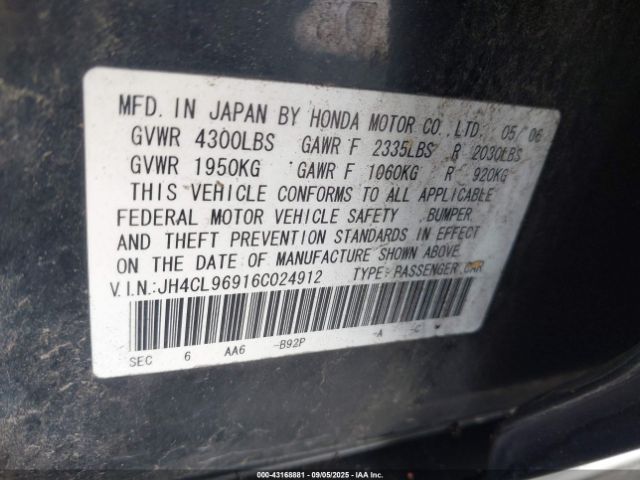 MFD. IN JAPAN BY HONDA MOTOR CO.,LTD. 05/06
GVWR 4300LBS GAWR F 2335LBS R 2030LBS
GVWR 1950KG GAWR F 1060KG R 920KG
THIS VEHICLE CONFORMS TO ALL APPLICABLE
FEDERAL MOTOR VEHICLE SAFETY, BUMPER,
AND THEFT PREVENTION STANDARDS IN EFFECT
ON THE DATE OF MANUFACTURE SHOWN ABOVE.
V.I.N.:JH4CL96916C024912 TYPE: PASSENGER CAR
SEC 6 AA6 -B92P -A -C
000-43168881 - 09/05/2025 - IAA Inc.